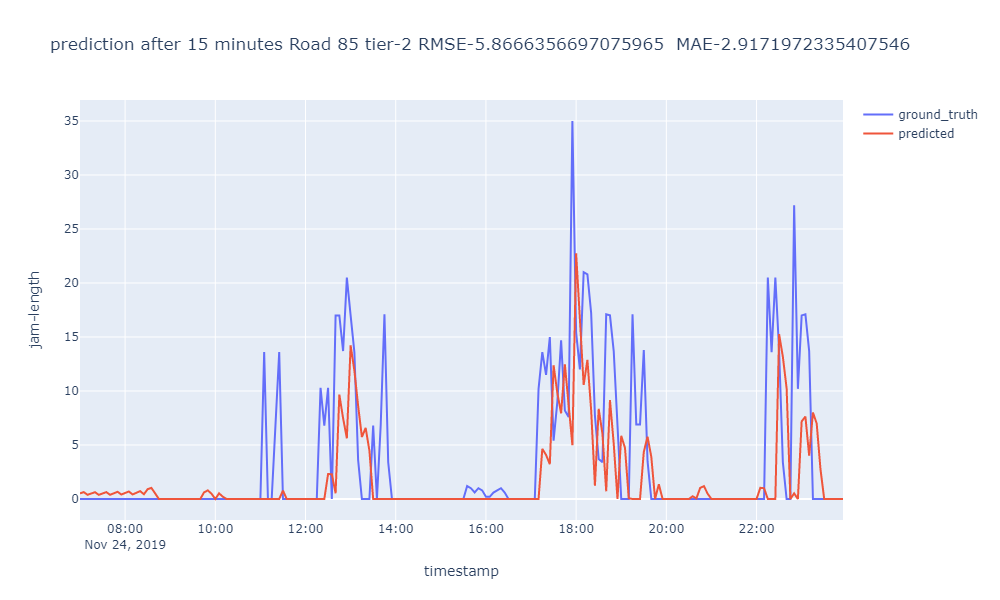 prediction after 15 minutes Road 85 tier-2 RMSE-5.8666356697075965  MAE-2.9171972335407546
ground_truth
predicted
35
30
25
20
15
10
5
0
jam-length
08:00 10:00 12:00 14:00 16:00 18:00 20:00 22:00
Nov 24, 2019
timestamp